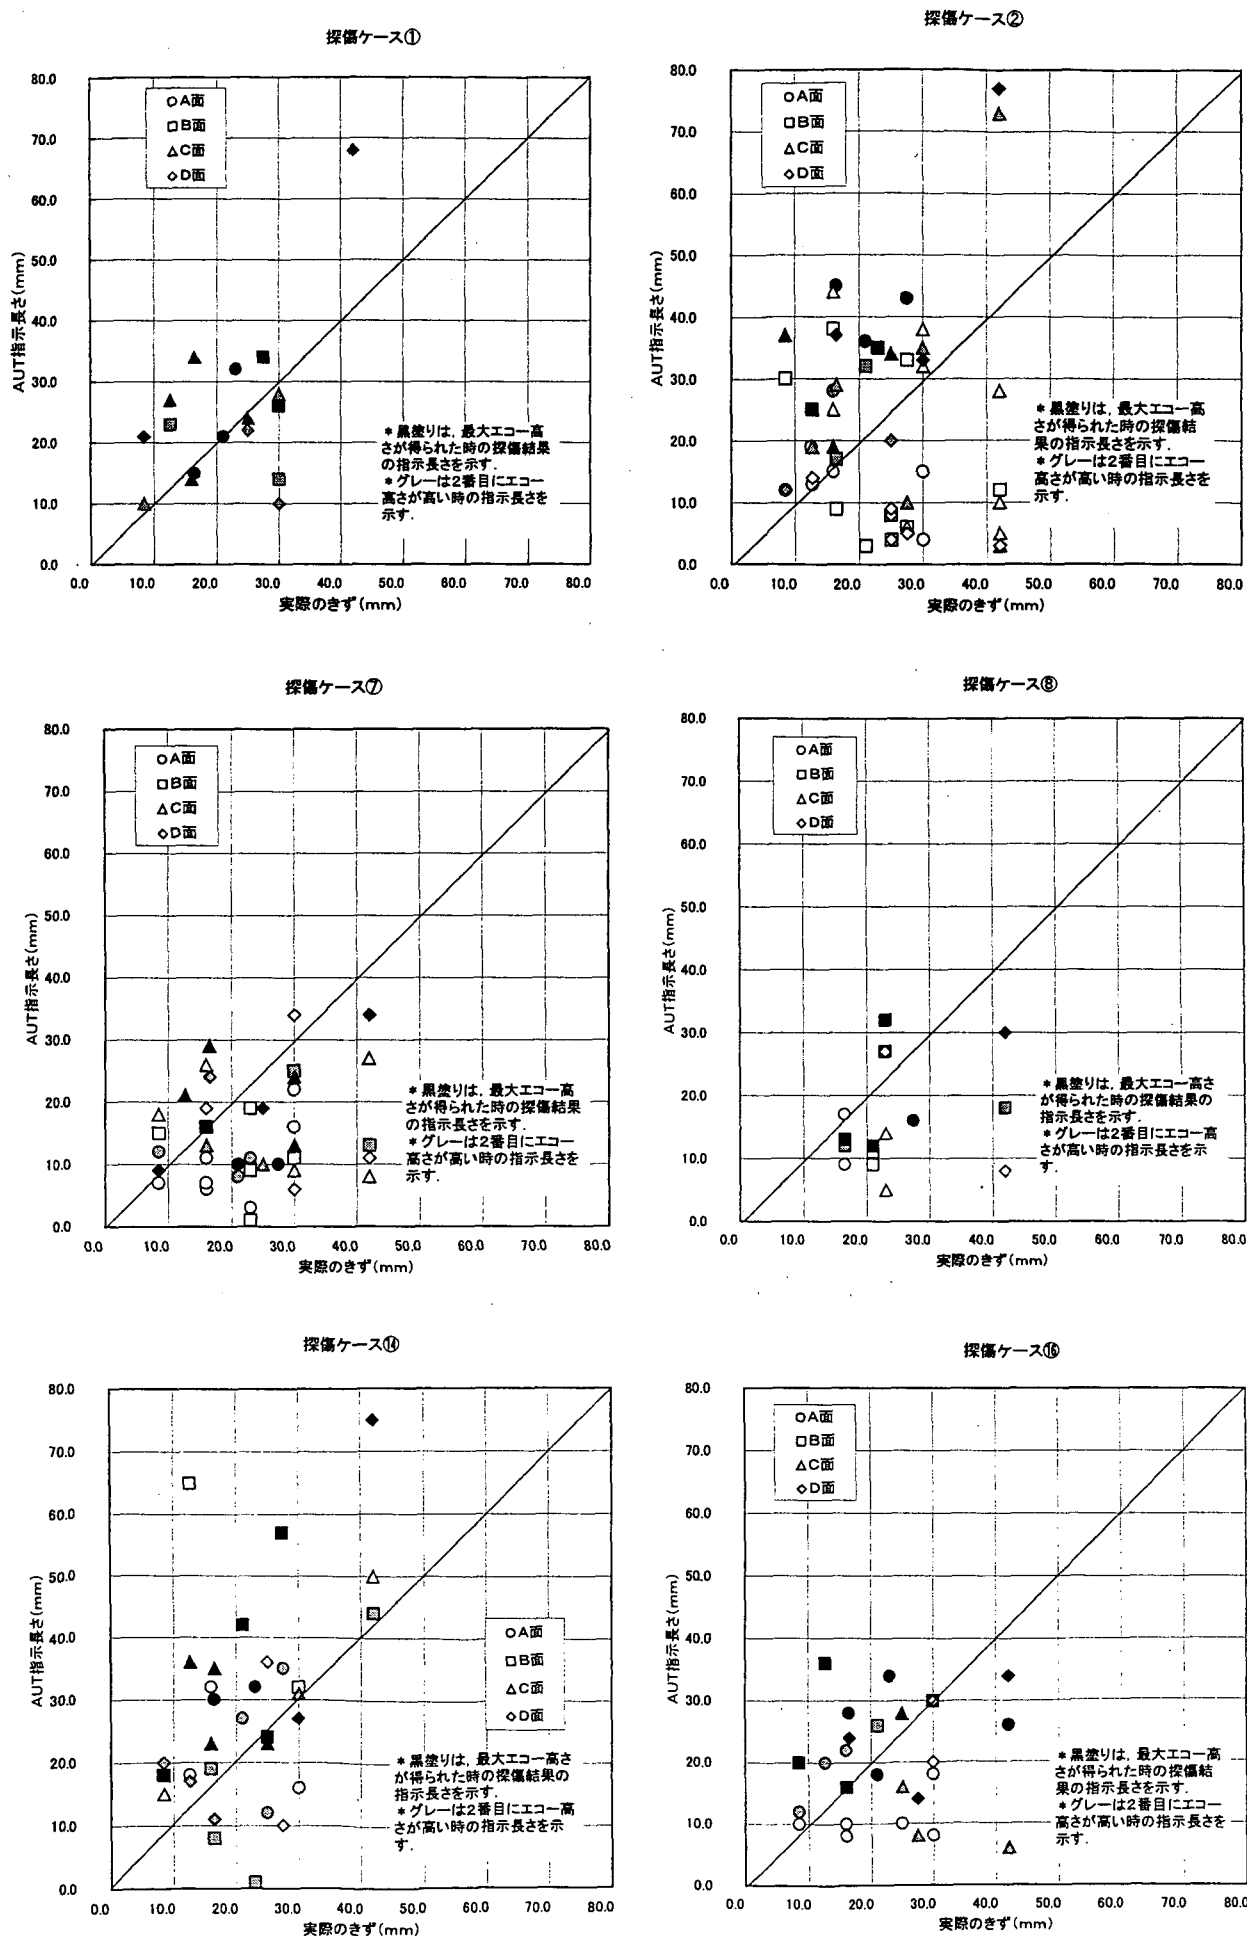 探傷ケース①
80.0
70.0
60.0
50.0
40.0
30.0
20.0
10.0
0.0
AUT指示長さ(mm)
○A面
□B面
△C面
◇D面
*黒塗りは，最大エコー高
さが得られた時の探傷結果
の指示長さを示す．
*グレーは2番目にエコー
高さが高い時の指示長さを
示す．
0.0 10.0 20.0 30.0 40.0 50.0 60.0 70.0 80.0
実際のきず(mm)
探傷ケース②
80.0
70.0
60.0
50.0
40.0
30.0
20.0
10.0
0.0
AUT指示長さ(mm)
○A面
□B面
△C面
◇D面
*黒塗りは，最大エコー高
さが得られた時の探傷結
果の指示長さを示す．
*グレーは2番目にエコー
高さが高い時の指示長さを
示す．
0.0 10.0 20.0 30.0 40.0 50.0 60.0 70.0 80.0
実際のきず(mm)
探傷ケース⑦
80.0
70.0
60.0
50.0
40.0
30.0
20.0
10.0
0.0
AUT指示長さ(mm)
○A面
□B面
△C面
◇D面
*黒塗りは，最大エコー高
さが得られた時の探傷結果
の指示長さを示す．
*グレーは2番目にエコー
高さが高い時の指示長さを
示す．
0.0 10.0 20.0 30.0 40.0 50.0 60.0 70.0 80.0
実際のきず(mm)
探傷ケース⑧
80.0
70.0
60.0
50.0
40.0
30.0
20.0
10.0
0.0
AUT指示長さ(mm)
○A面
□B面
△C面
◇D面
*黒塗りは，最大エコー高さ
が得られた時の探傷結果の
指示長さを示す．
*グレーは2番目にエコー高
さが高い時の指示長さを示
す．
0.0 10.0 20.0 30.0 40.0 50.0 60.0 70.0 80.0
実際のきず(mm)
探傷ケース⑭
80.0
70.0
60.0
50.0
40.0
30.0
20.0
10.0
0.0
AUT指示長さ(mm)
○A面
□B面
△C面
◇D面
*黒塗りは，最大エコー高さ
が得られた時の探傷結果の
指示長さを示す．
*グレーは2番目にエコー高
さが高い時の指示長さを示
す．
0.0 10.0 20.0 30.0 40.0 50.0 60.0 70.0 80.0
実際のきず(mm)
探傷ケース⑯
80.0
70.0
60.0
50.0
40.0
30.0
20.0
10.0
0.0
AUT指示長さ(mm)
○A面
□B面
△C面
◇D面
*黒塗りは，最大エコー高
さが得られた時の探傷結
果の指示長さを示す．
*グレーは2番目にエコー
高さが高い時の指示長さを
示す．
0.0 10.0 20.0 30.0 40.0 50.0 60.0 70.0 80.0
実際のきず(mm)